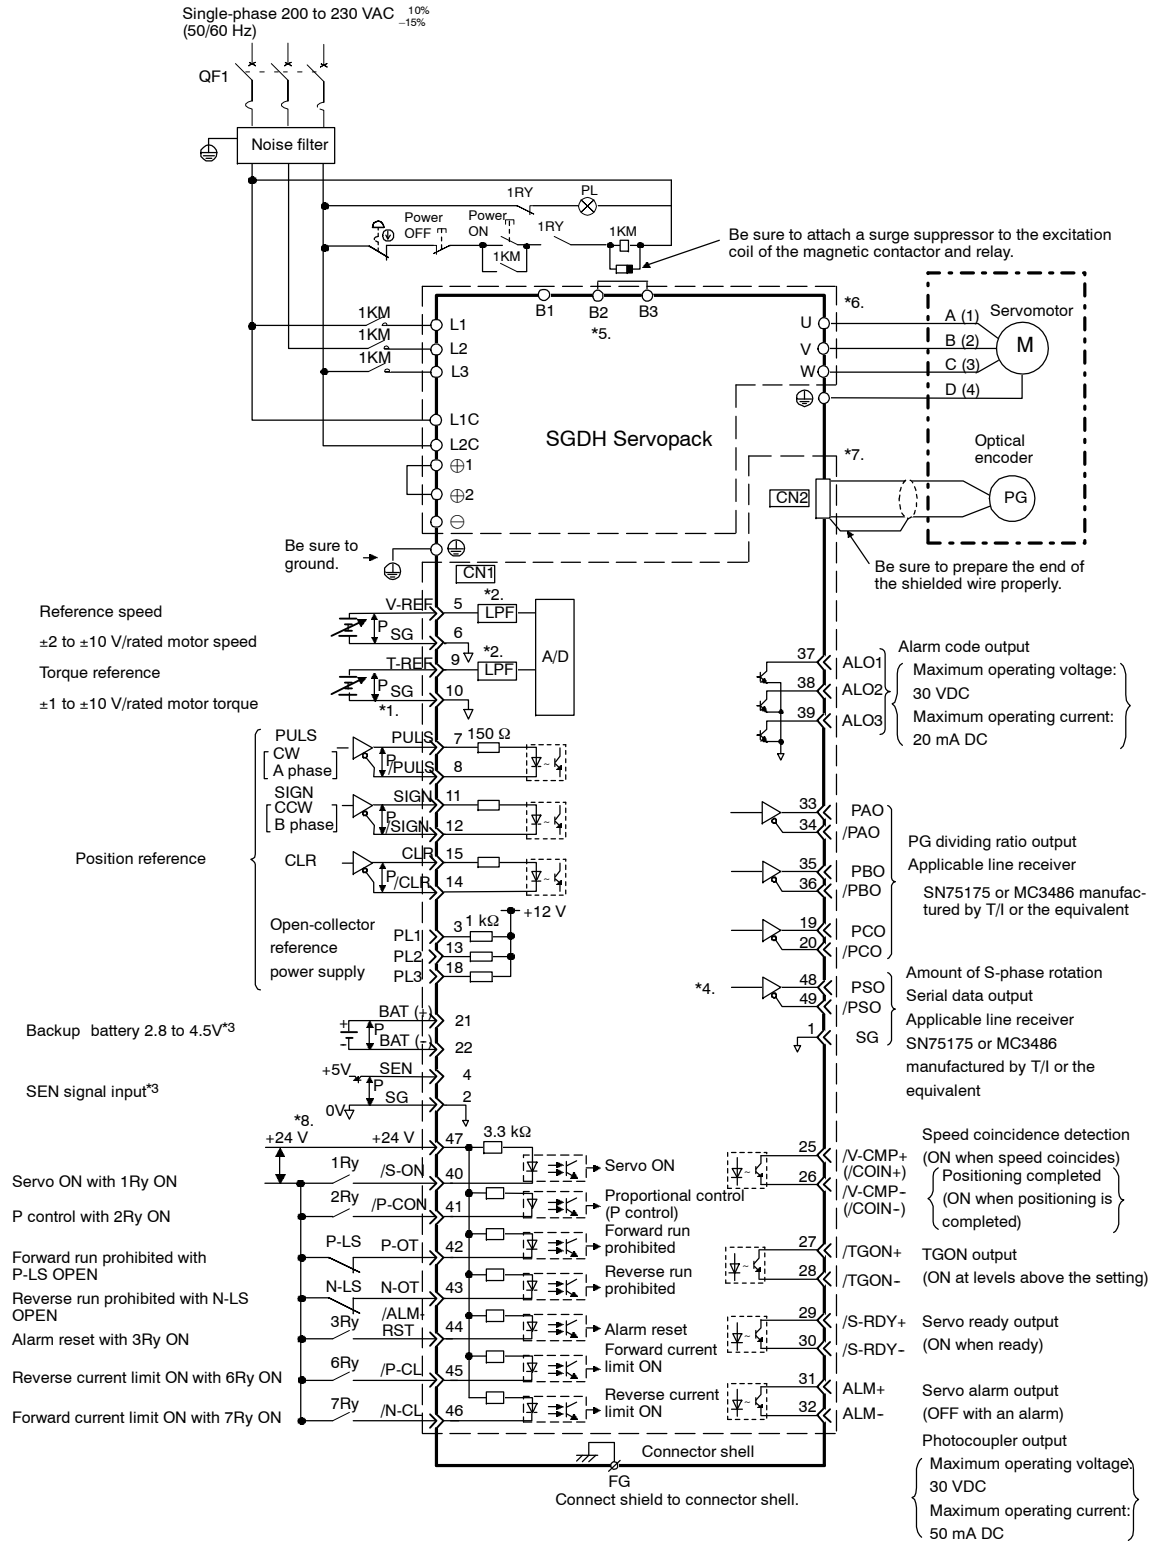 Single-phase 200 to 230 VAC 10% −15%
(50/60 Hz)
QF1
Noise filter
1RY
PL
Power OFF
Power ON
1KM
1RY
1KM
Be sure to attach a surge suppressor to the excitation
coil of the magnetic contactor and relay.
B1
B2
B3
*5.
*6.
1KM
L1
1KM
L2
1KM
L3
L1C
L2C
⊕1
⊕2
⊖
SGDH Servopack
U
V
W
A (1)
B (2)
C (3)
D (4)
Servomotor
M
*7.
CN2
Optical
encoder
PG
Be sure to
ground.
Be sure to prepare the end of
the shielded wire properly.
CN1
Reference speed
±2 to ±10 V/rated motor speed
V-REF 5 *2. LPF
P SG 6
Torque reference
±1 to ±10 V/rated motor torque
T-REF 9 *2. LPF
P SG 10
*1.
A/D
Position reference
PULS
CW
A phase
PULS 7 150 Ω
P /PULS 8
SIGN
CCW
B phase
SIGN 11
P /SIGN 12
CLR
CLR 15
P /CLR 14
Open-collector
reference
power supply
+12 V
PL1 3 1 kΩ
PL2 13
PL3 18
Backup battery 2.8 to 4.5V*3
+ BAT (+) 21
P
- BAT (-) 22
SEN signal input*3
+5V SEN 4
P
0V SG 2
*8.
+24 V
+24 V 47 3.3 kΩ
Servo ON with 1Ry ON
1Ry /S-ON 40
Servo ON
P control with 2Ry ON
2Ry /P-CON 41
Proportional control
(P control)
Forward run prohibited with
P-LS OPEN
P-LS P-OT 42
Forward run
prohibited
Reverse run prohibited with N-LS
OPEN
N-LS N-OT 43
Reverse run
prohibited
Alarm reset with 3Ry ON
3Ry /ALM-
RST 44
Alarm reset
Reverse current limit ON with 6Ry ON
6Ry /P-CL 45
Forward current
limit ON
Forward current limit ON with 7Ry ON
7Ry /N-CL 46
Reverse current
limit ON
37 ALO1
38 ALO2
39 ALO3
Alarm code output
Maximum operating voltage:
30 VDC
Maximum operating current:
20 mA DC
33 PAO
34 /PAO
35 PBO
36 /PBO
19 PCO
20 /PCO
PG dividing ratio output
Applicable line receiver
SN75175 or MC3486 manufac-
tured by T/I or the equivalent
*4.
48 PSO
49 /PSO
1 SG
Amount of S-phase rotation
Serial data output
Applicable line receiver
SN75175 or MC3486
manufactured by T/I or the
equivalent
25 /V-CMP+
(/COIN+)
26 /V-CMP-
(/COIN-)
Speed coincidence detection
(ON when speed coincides)
Positioning completed
(ON when positioning is
completed)
27 /TGON+
28 /TGON-
TGON output
(ON at levels above the setting)
29 /S-RDY+
30 /S-RDY-
Servo ready output
(ON when ready)
31 ALM+
32 ALM-
Servo alarm output
(OFF with an alarm)
Photocoupler output
Maximum operating voltage:
30 VDC
Maximum operating current:
50 mA DC
Connector shell
FG
Connect shield to connector shell.